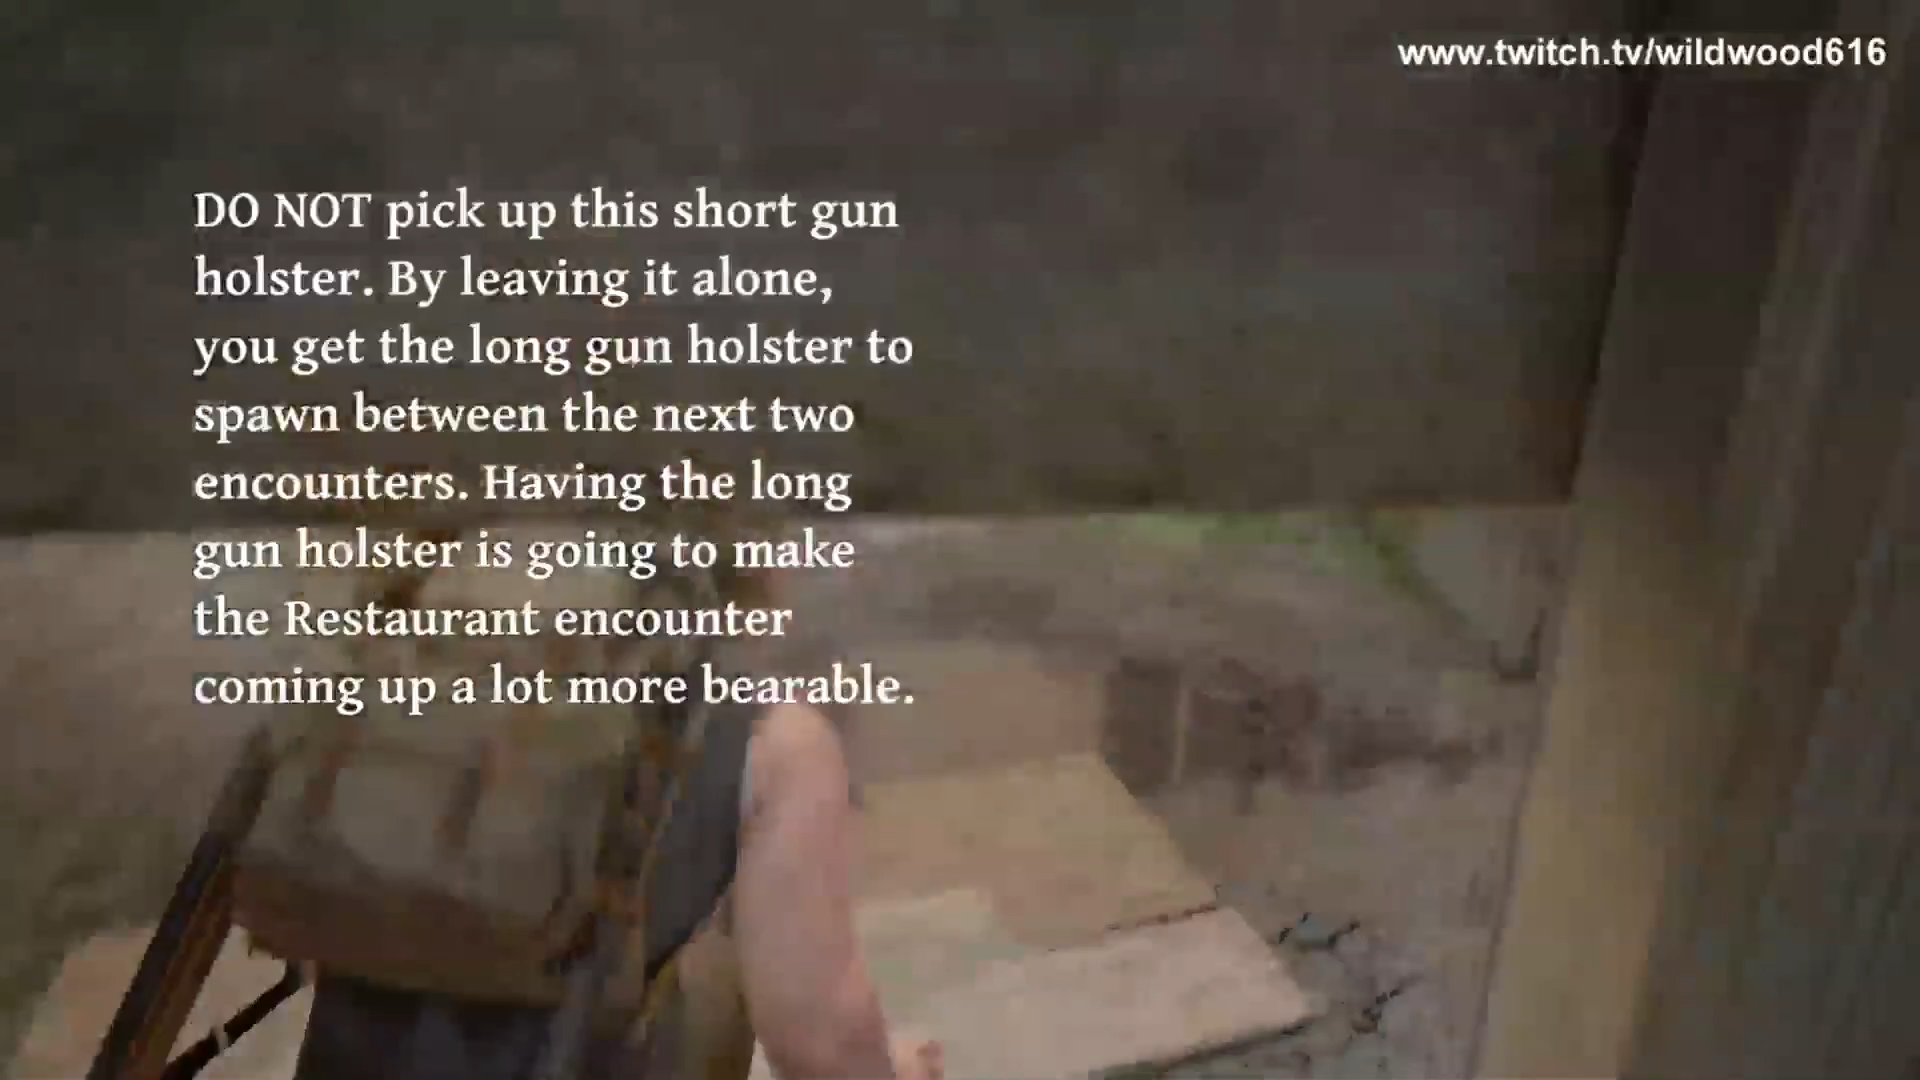 www.twitch.tv/wildwood616
DO NOT pick up this short gun
holster. By leaving it alone,
you get the long gun holster to
spawn between the next two
encounters. Having the long
gun holster is going to make
the Restaurant encounter
coming up a lot more bearable.